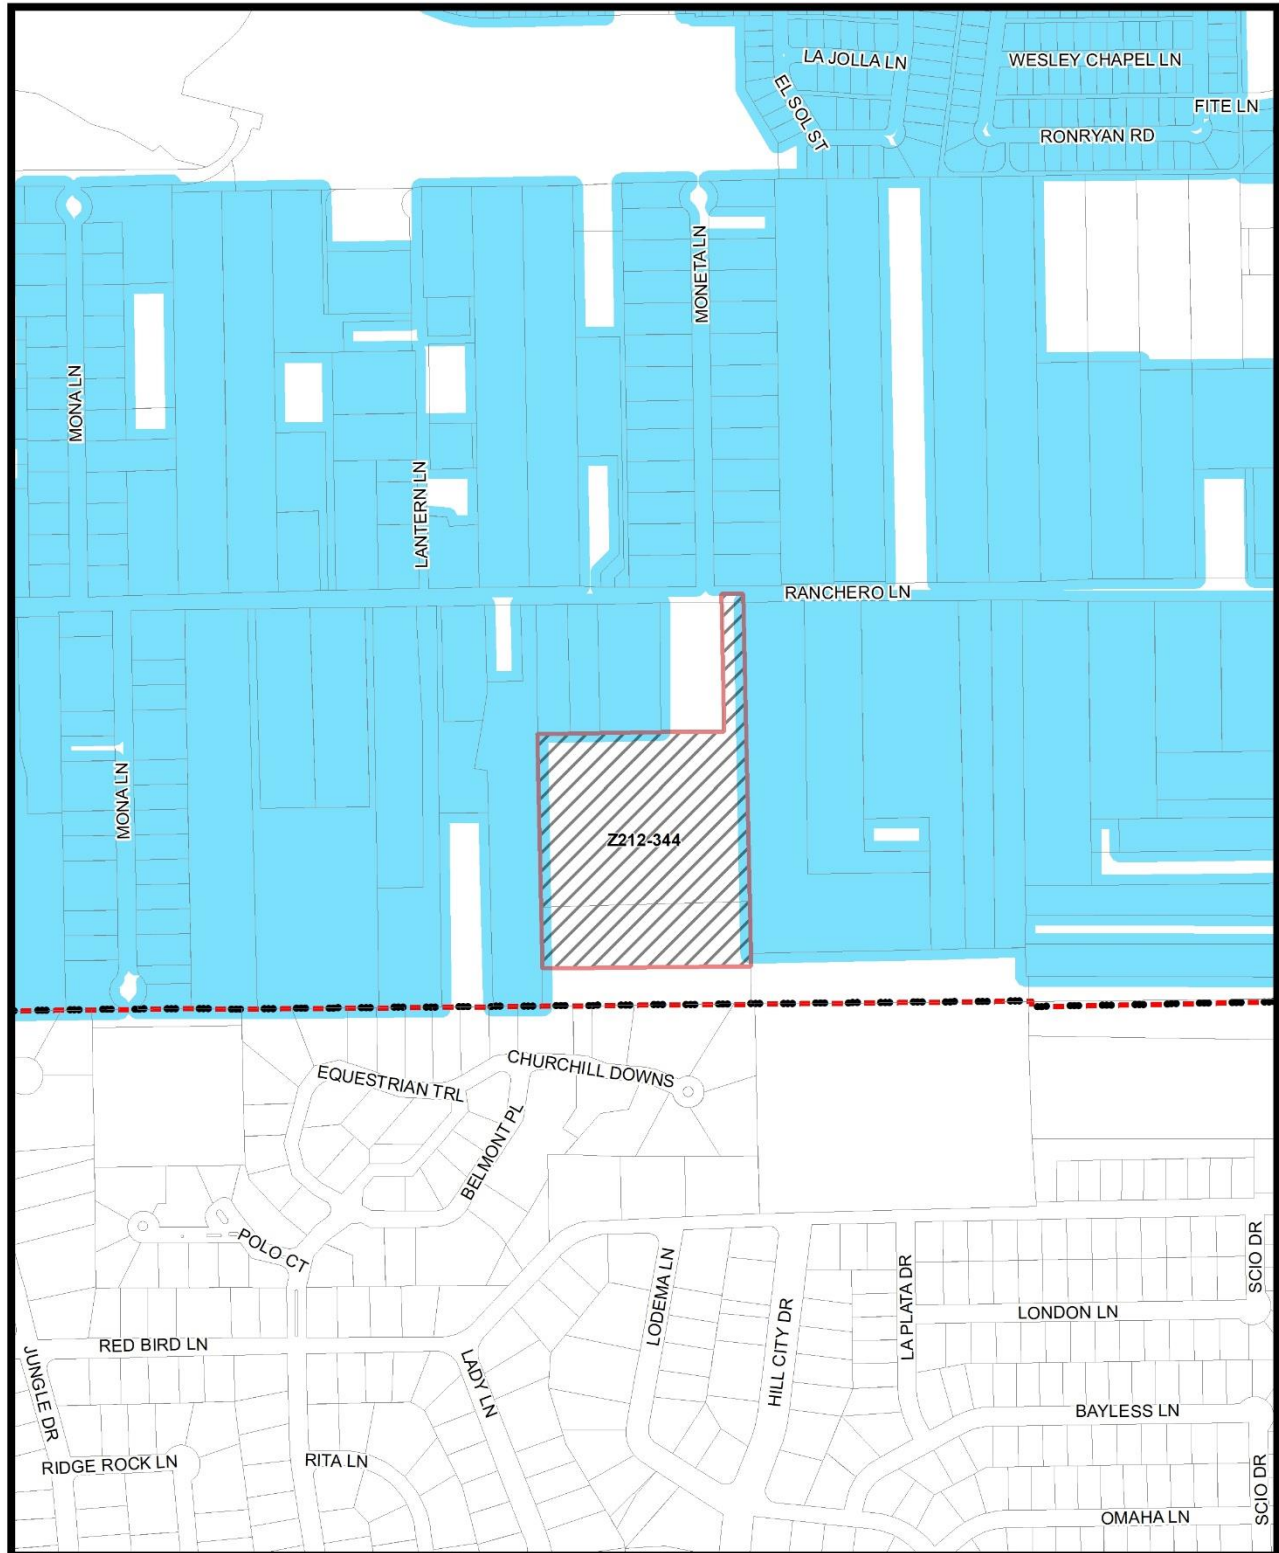 LA JOLLA LN
WESLEY CHAPEL LN
EL SOL ST
FITE LN
RONRYAN RD
MONETA LN
MONA LN
LANTERN LN
RANCHERO LN
MONA LN
Z212-344
EQUESTRIAN TRL
CHURCHILL DOWNS
BELMONT PL
POLO CT
LODEMA LN
HILL CITY DR
LA PLATA DR
SCIO DR
LONDON LN
RED BIRD LN
JUNGLE DR
LADY LN
BAYLESS LN
RIDGE ROCK LN
RITA LN
SCIO DR
OMAHA LN